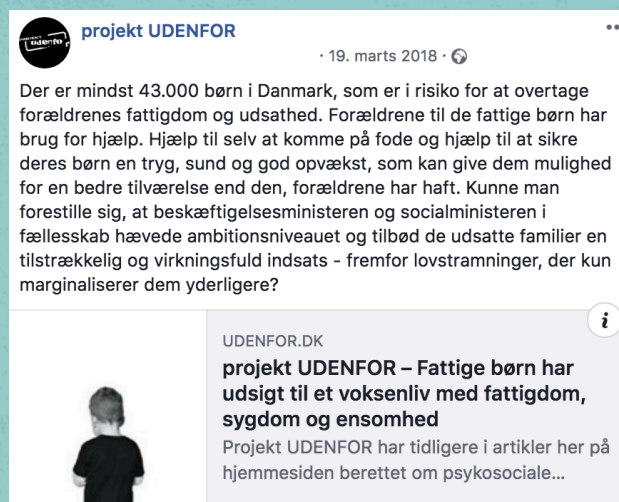 udenfor
projekt UDENFOR
· 19. marts 2018 ·
Der er mindst 43.000 børn i Danmark, som er i risiko for at overtage
forældrenes fattigdom og udsathed. Forældrene til de fattige børn har
brug for hjælp. Hjælp til selv at komme på fode og hjælp til at sikre
deres børn en tryg, sund og god opvækst, som kan give dem mulighed
for en bedre tilværelse end den, forældrene har haft. Kunne man
forestille sig, at beskæftigelsesministeren og socialministeren i
fællesskab hævede ambitionsniveauet og tilbød de udsatte familier en
tilstrækkelig og virkningsfuld indsats - fremfor lovstramninger, der kun
marginaliserer dem yderligere?
UDENFOR.DK
projekt UDENFOR – Fattige børn har
udsigt til et voksenliv med fattigdom,
sygdom og ensomhed
Projekt UDENFOR har tidligere i artikler her på
hjemmesiden berettet om psykosociale...